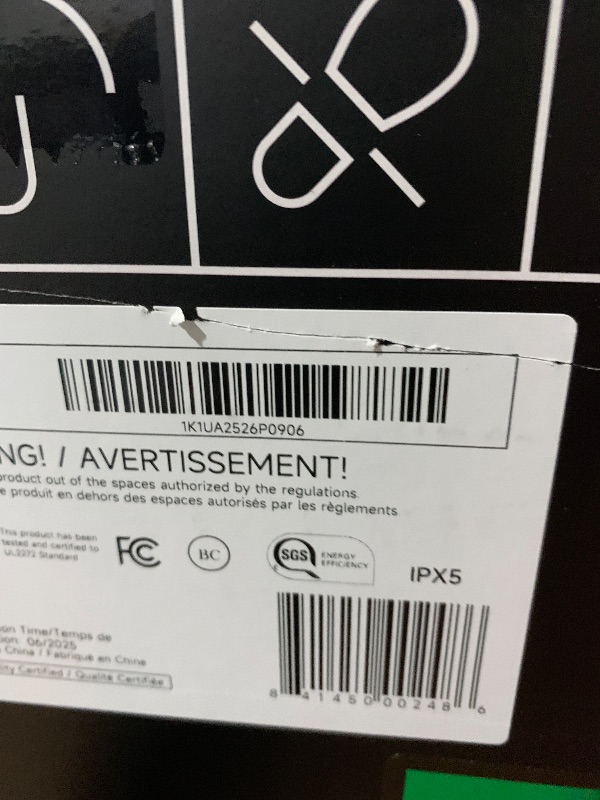 1K1UA2526P0906
NG! / AVERTISSEMENT!
product out of the spaces authorized by the regulations.
e produit en dehors des espaces autorisés par les règlements
This product has been
tested and certified to
UL2272 Standard
FC
BC
SGS
ENERGY
EFFICIENCY
IPX5
on Time/Temps de
ion: 06/2025
China / Fabriqué en Chine
lity Certified / Qualité Certifiée
8 41450 00248 6